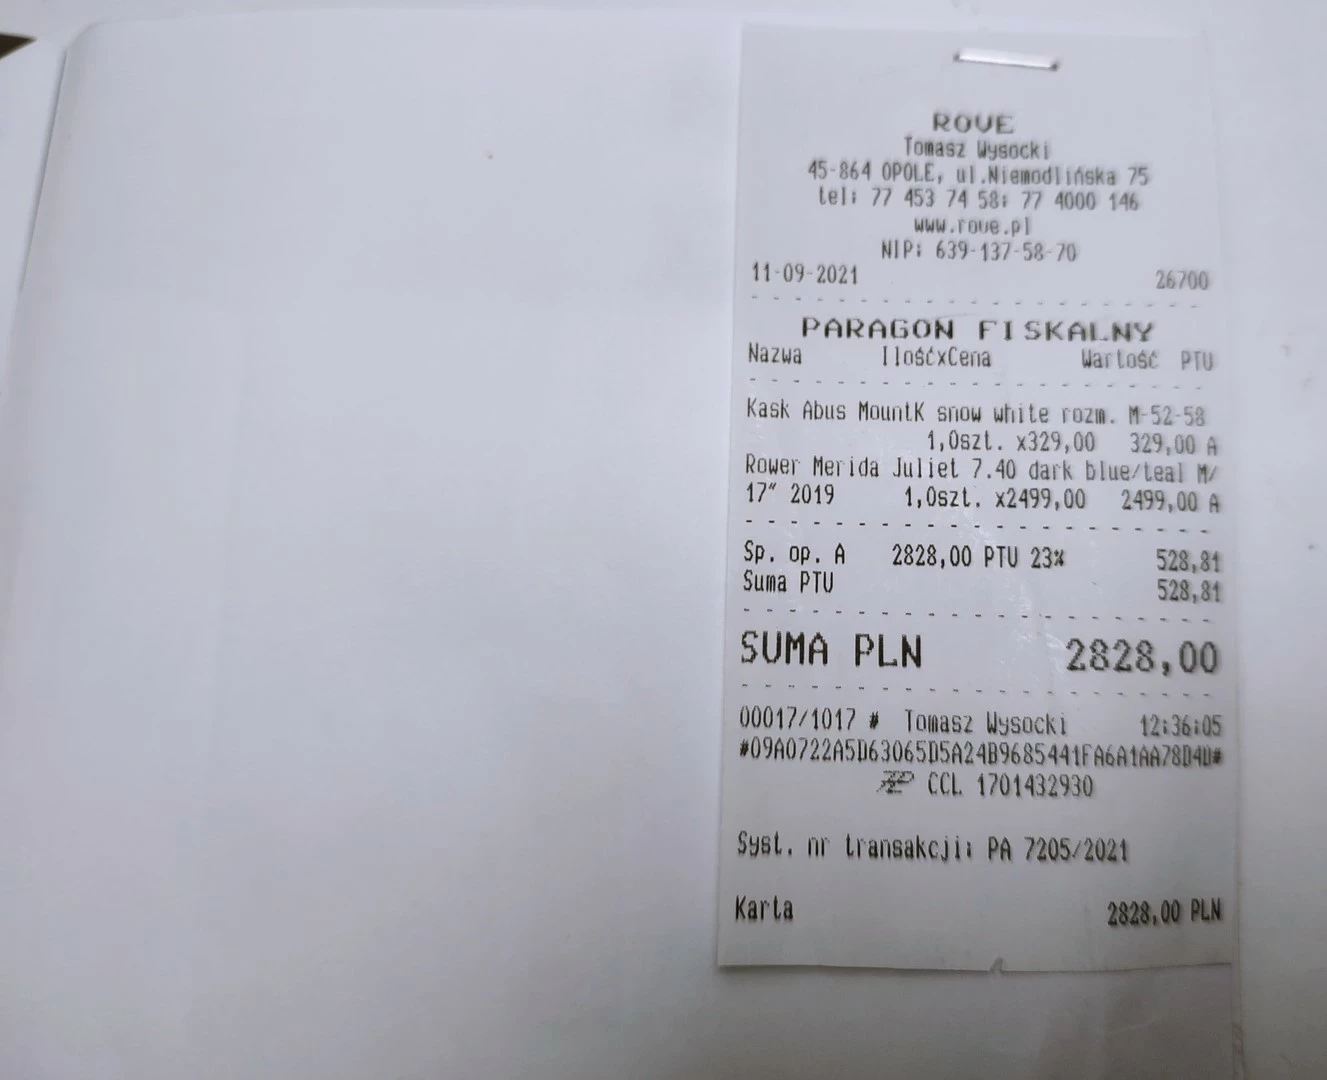 ROVE
Tomasz Wysocki
45-864 OPOLE, ul.Niemodlińska 75
tel: 77 453 74 58; 77 4000 146
www.rove.pl
NIP: 639-137-58-70
11-09-2021 26700
PARAGON FISKALNY
Nazwa IlośćxCena Wartość PTU
Kask Abus MountK snow white rozm. M-52-58
1,0szt. x329,00 329,00 A
Rower Merida Juliet 7.40 dark blue/teal M/
17" 2019 1,0szt. x2499,00 2499,00 A
Sp. op. A 2828,00 PTU 23% 528,81
Suma PTU 528,81
SUMA PLN 2828,00
00017/1017 # Tomasz Wysocki 12:36:05
#09A0722A5D63065D5A24B9685441FA6A1AA78D4D#
CCL 1701432930
Syst. nr transakcji: PA 7205/2021
Karta 2828,00 PLN